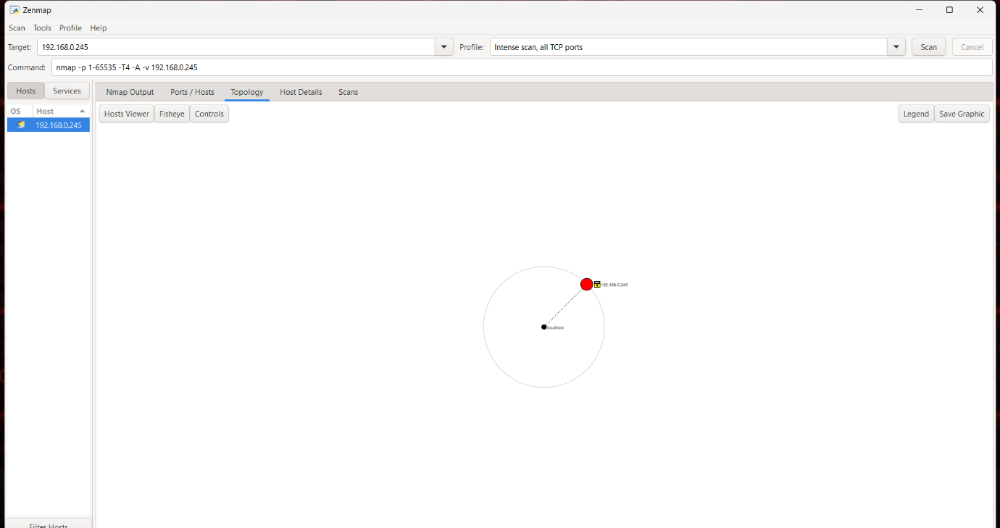 Zenmap
Scan Tools Profile Help
Target: 192.168.0.245 Profile: Intense scan, all TCP ports Scan Cancel
Command: nmap -p 1-65535 -T4 -A -v 192.168.0.245
Hosts Services Nmap Output Ports / Hosts Topology Host Details Scans
OS Host Hosts Viewer Fisheye Controls Legend Save Graphic
192.168.0.245
192.168.0.245
localhost
Filter Hosts